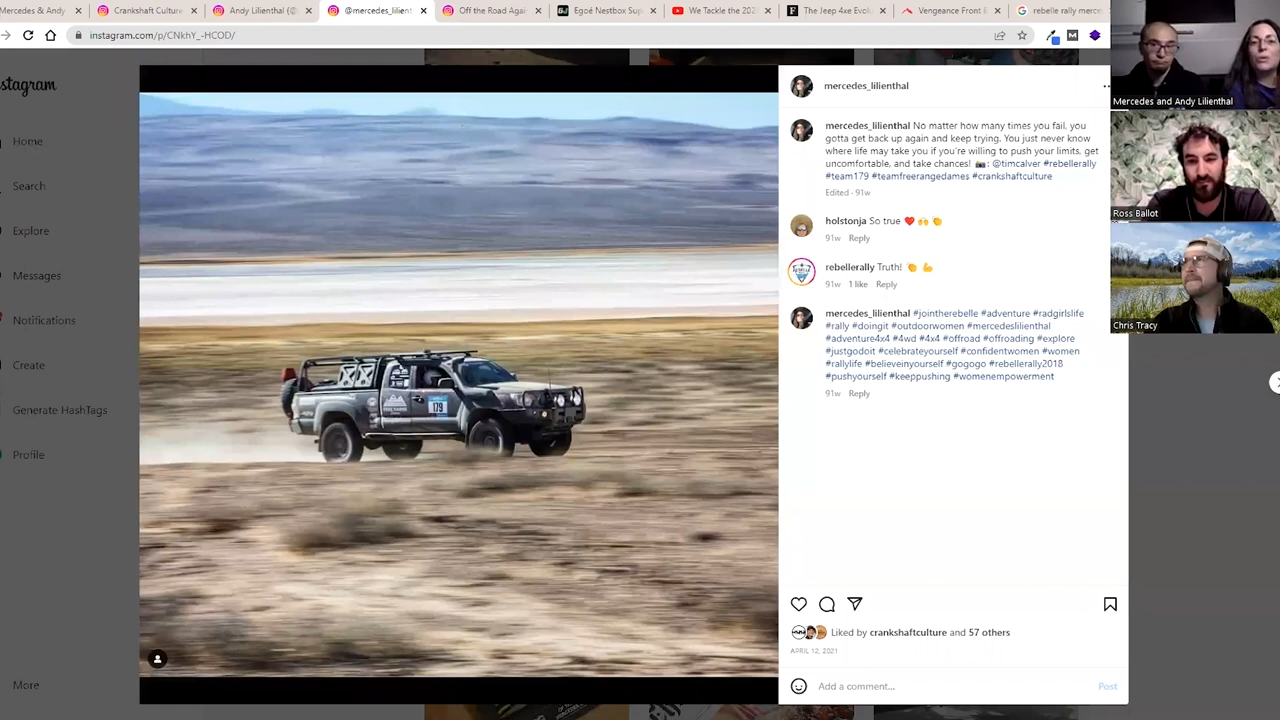 Mercedes & Andy
Crankshaft Culture
Andy Lilienthal (@
@mercedes_lilient
Off the Road Agai
Egoé Nestbox Sup
We Tackle the 202
The Jeep 4xe Evolu
Vengeance Front B
rebelle rally merce
instagram.com/p/CNkhY_-HCOD/
stagram
Home
Search
Explore
Messages
Notifications
Create
Generate HashTags
Profile
More
179
mercedes_lilienthal
mercedes_lilienthal No matter how many times you fail, you
gotta get back up again and keep trying. You just never know
where life may take you if you're willing to push your limits, get
uncomfortable, and take chances! 📸: @timcalver #rebellerally
#team179 #teamfreerangedames #crankshaftculture
Edited · 91w
holstonja So true ❤️ 🙌 👏
91w Reply
rebellerally Truth! 👏 💪
91w 1 like Reply
mercedes_lilienthal #jointherebelle #adventure #radgirlslife
#rally #doingit #outdoorwomen #mercedeslilienthal
#adventure4x4 #4wd #4x4 #offroad #offroading #explore
#justgodoit #celebrateyourself #confidentwomen #women
#rallylife #believeinyourself #gogogo #rebellerally2018
#pushyourself #keeppushing #womenempowerment
91w Reply
Liked by crankshaftculture and 57 others
APRIL 12, 2021
Add a comment...
Post
Mercedes and Andy Lilienthal
Ross Ballot
Chris Tracy